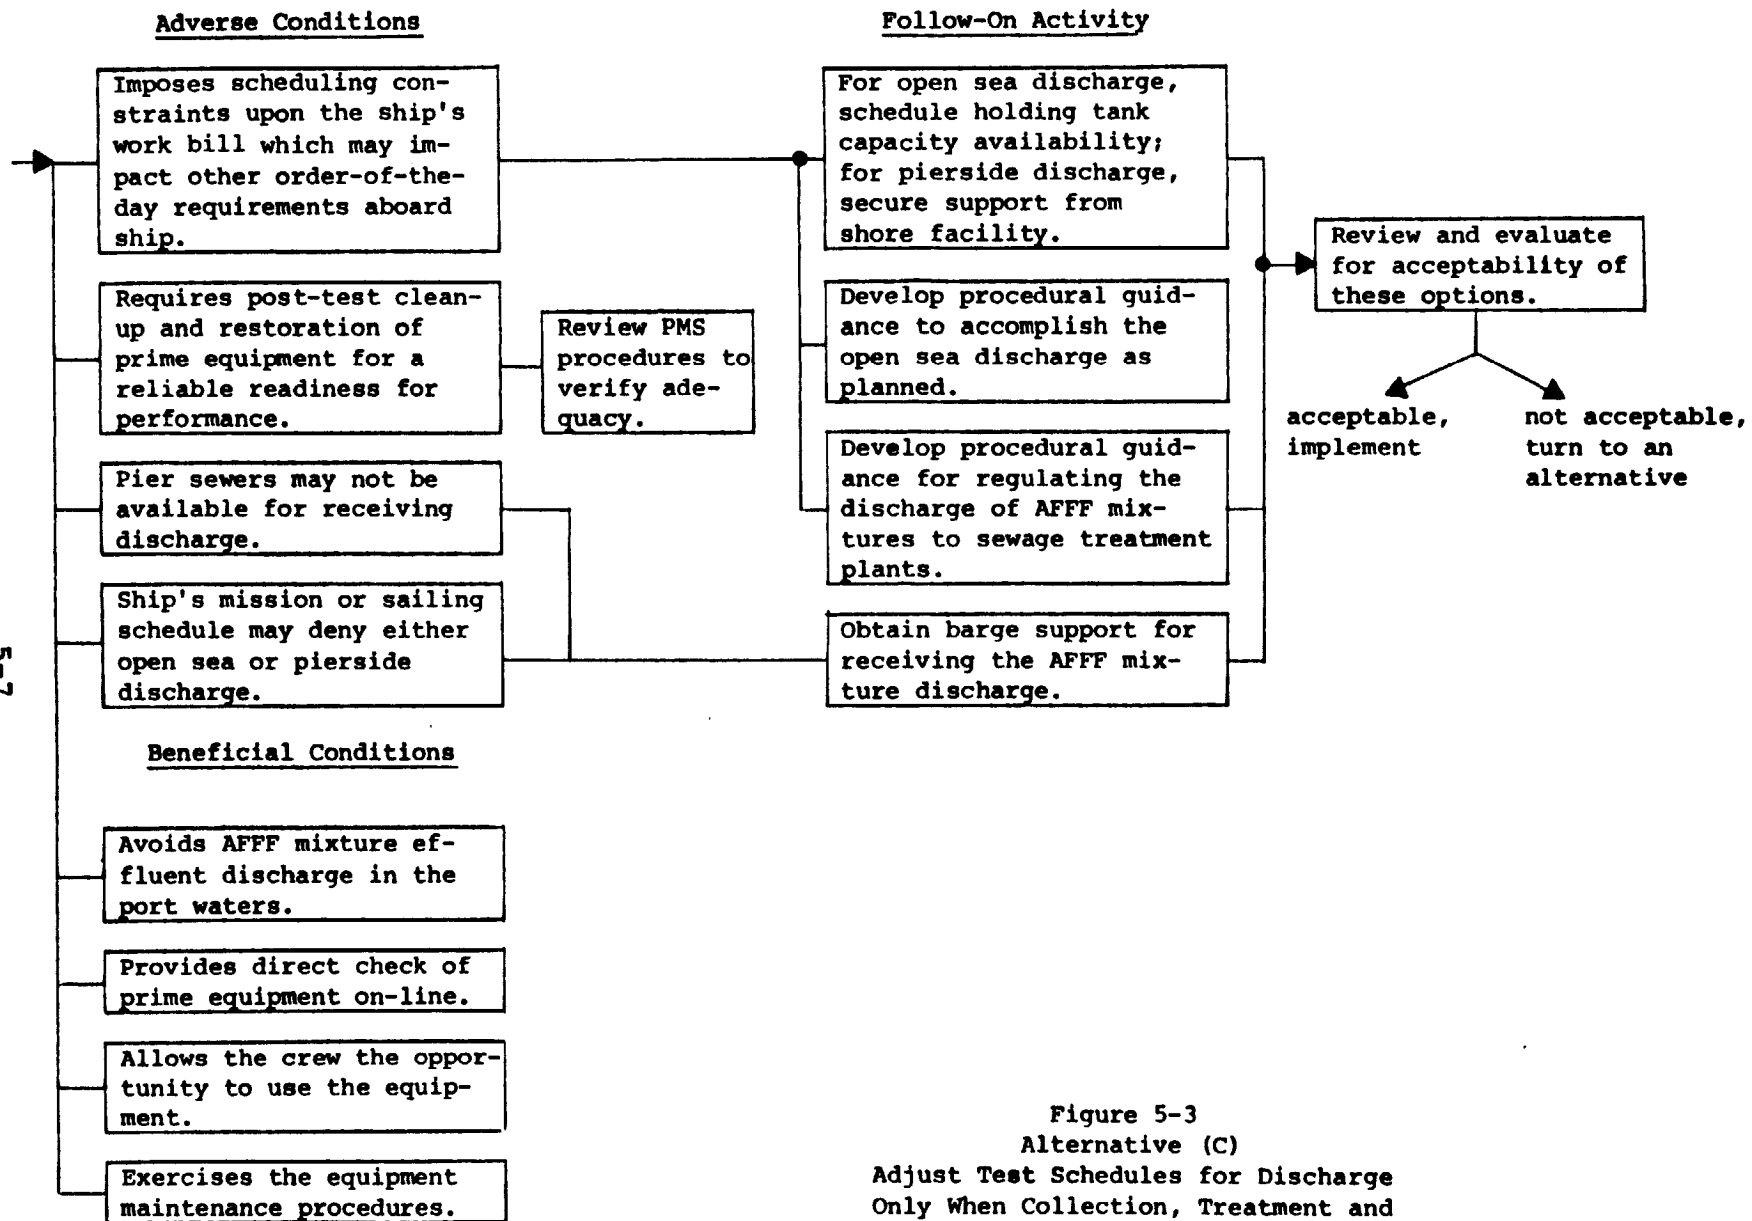 Adverse Conditions
Imposes scheduling con-
straints upon the ship's
work bill which may im-
pact other order-of-the-
day requirements aboard
ship.
Requires post-test clean-
up and restoration of
prime equipment for a
reliable readiness for
performance.
Review PMS
procedures to
verify ade-
quacy.
Pier sewers may not be
available for receiving
discharge.
Ship's mission or sailing
schedule may deny either
open sea or pierside
discharge.
Beneficial Conditions
Avoids AFFF mixture ef-
fluent discharge in the
port waters.
Provides direct check of
prime equipment on-line.
Allows the crew the oppor-
tunity to use the equip-
ment.
Exercises the equipment
maintenance procedures.
Follow-On Activity
For open sea discharge,
schedule holding tank
capacity availability;
for pierside discharge,
secure support from
shore facility.
Develop procedural guid-
ance to accomplish the
open sea discharge as
planned.
Develop procedural guid-
ance for regulating the
discharge of AFFF mix-
tures to sewage treatment
plants.
Obtain barge support for
receiving the AFFF mix-
ture discharge.
Review and evaluate
for acceptability of
these options.
acceptable,
implement
not acceptable,
turn to an
alternative
Figure 5-3
Alternative (C)
Adjust Test Schedules for Discharge
Only When Collection, Treatment and
5-7